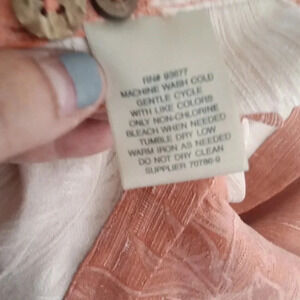 RN# 93677
MACHINE WASH COLD
GENTLE CYCLE
WITH LIKE COLORS
ONLY NON-CHLORINE
BLEACH WHEN NEEDED
TUMBLE DRY LOW
WARM IRON AS NEEDED
DO NOT DRY CLEAN
SUPPLIER 70786-9